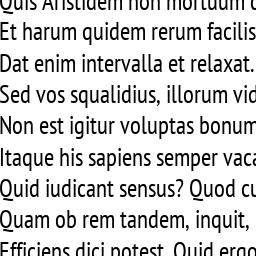 Quis Aristidem non mortuum
Et harum quidem rerum facilis
Dat enim intervalla et relaxat.
Sed vos squalidius, illorum vid
Non est igitur voluptas bonum
Itaque his sapiens semper vaca
Quid iudicant sensus? Quod cu
Quam ob rem tandem, inquit,
Efficiens dici potest. Quid ergo